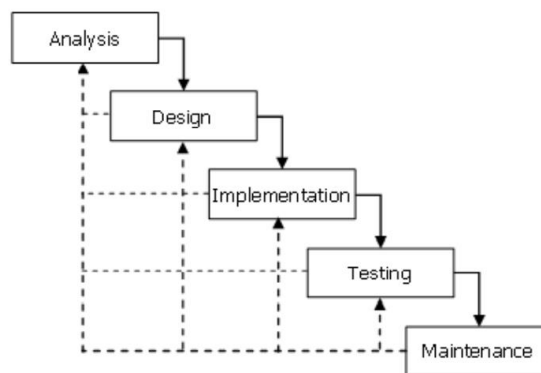 Analysis
Design
Implementation
Testing
Maintenance